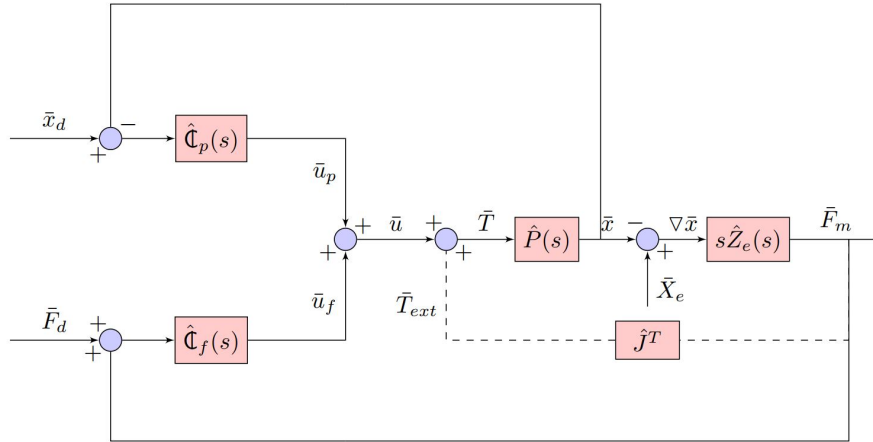 x̄_d
−
+
ℂ̂_p(s)
ū_p
+
+
ū
+
+
T̄
P̂(s)
x̄
−
+
▽x̄
sẐ_e(s)
F̄_m
X̄_e
T̄_ext
Ĵ^T
F̄_d
+
+
ℂ̂_f(s)
ū_f